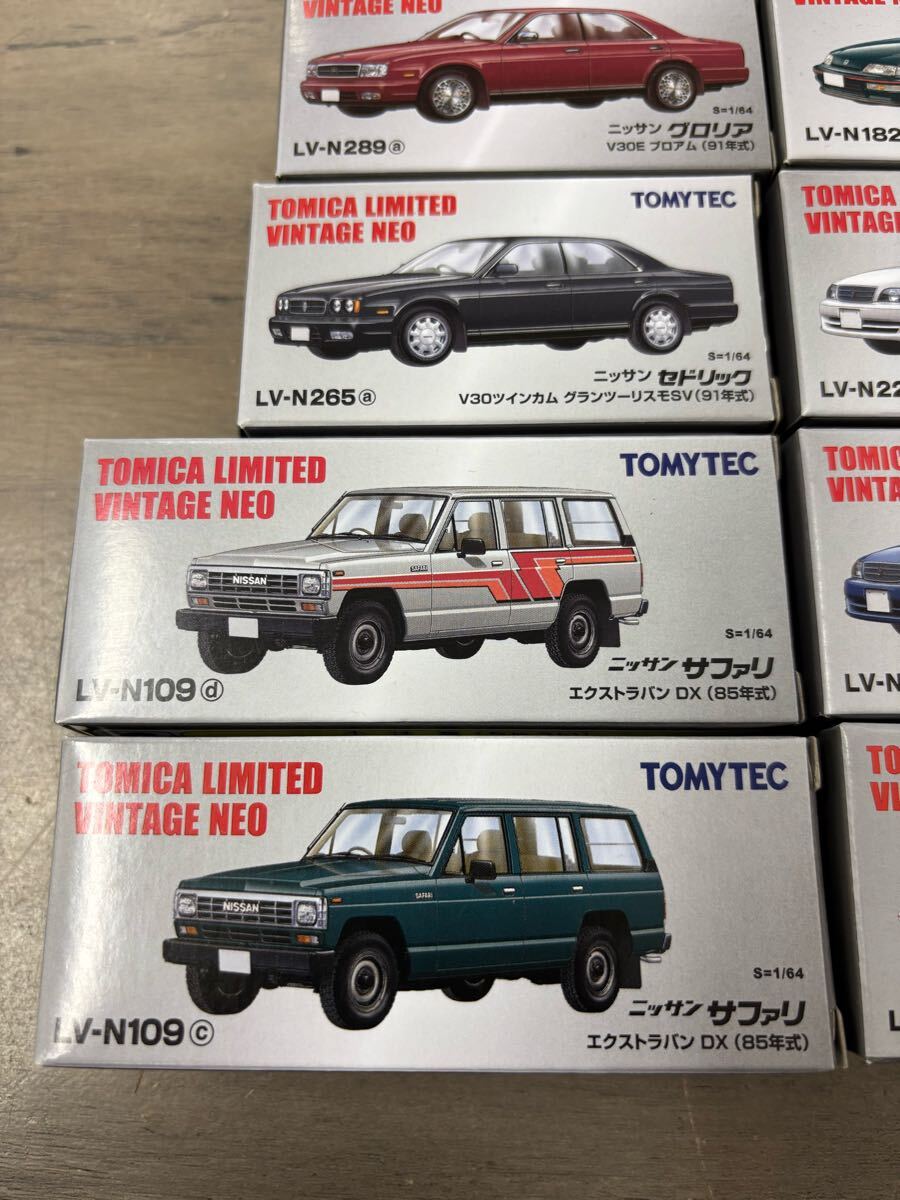 VINTAGE NEO
S=1/64
ニッサン グロリア
LV-N289 ⓐ
V30E ブロアム（91年式）
LV-N182
TOMICA LIMITED
VINTAGE NEO
TOMYTEC
S=1/64
ニッサン セドリック
LV-N265 ⓐ
V30ツインカム グランツーリスモSV（91年式）
TOMICA
VINTAGE
LV-N22
TOMICA LIMITED
VINTAGE NEO
TOMYTEC
NISSAN
SAFARI
S=1/64
ニッサン サファリ
LV-N109 ⓓ
エクストラバン DX（85年式）
LV-N
TOMICA LIMITED
VINTAGE NEO
TOMYTEC
NISSAN
SAFARI
S=1/64
ニッサン サファリ
LV-N109 ⓒ
エクストラバン DX（85年式）